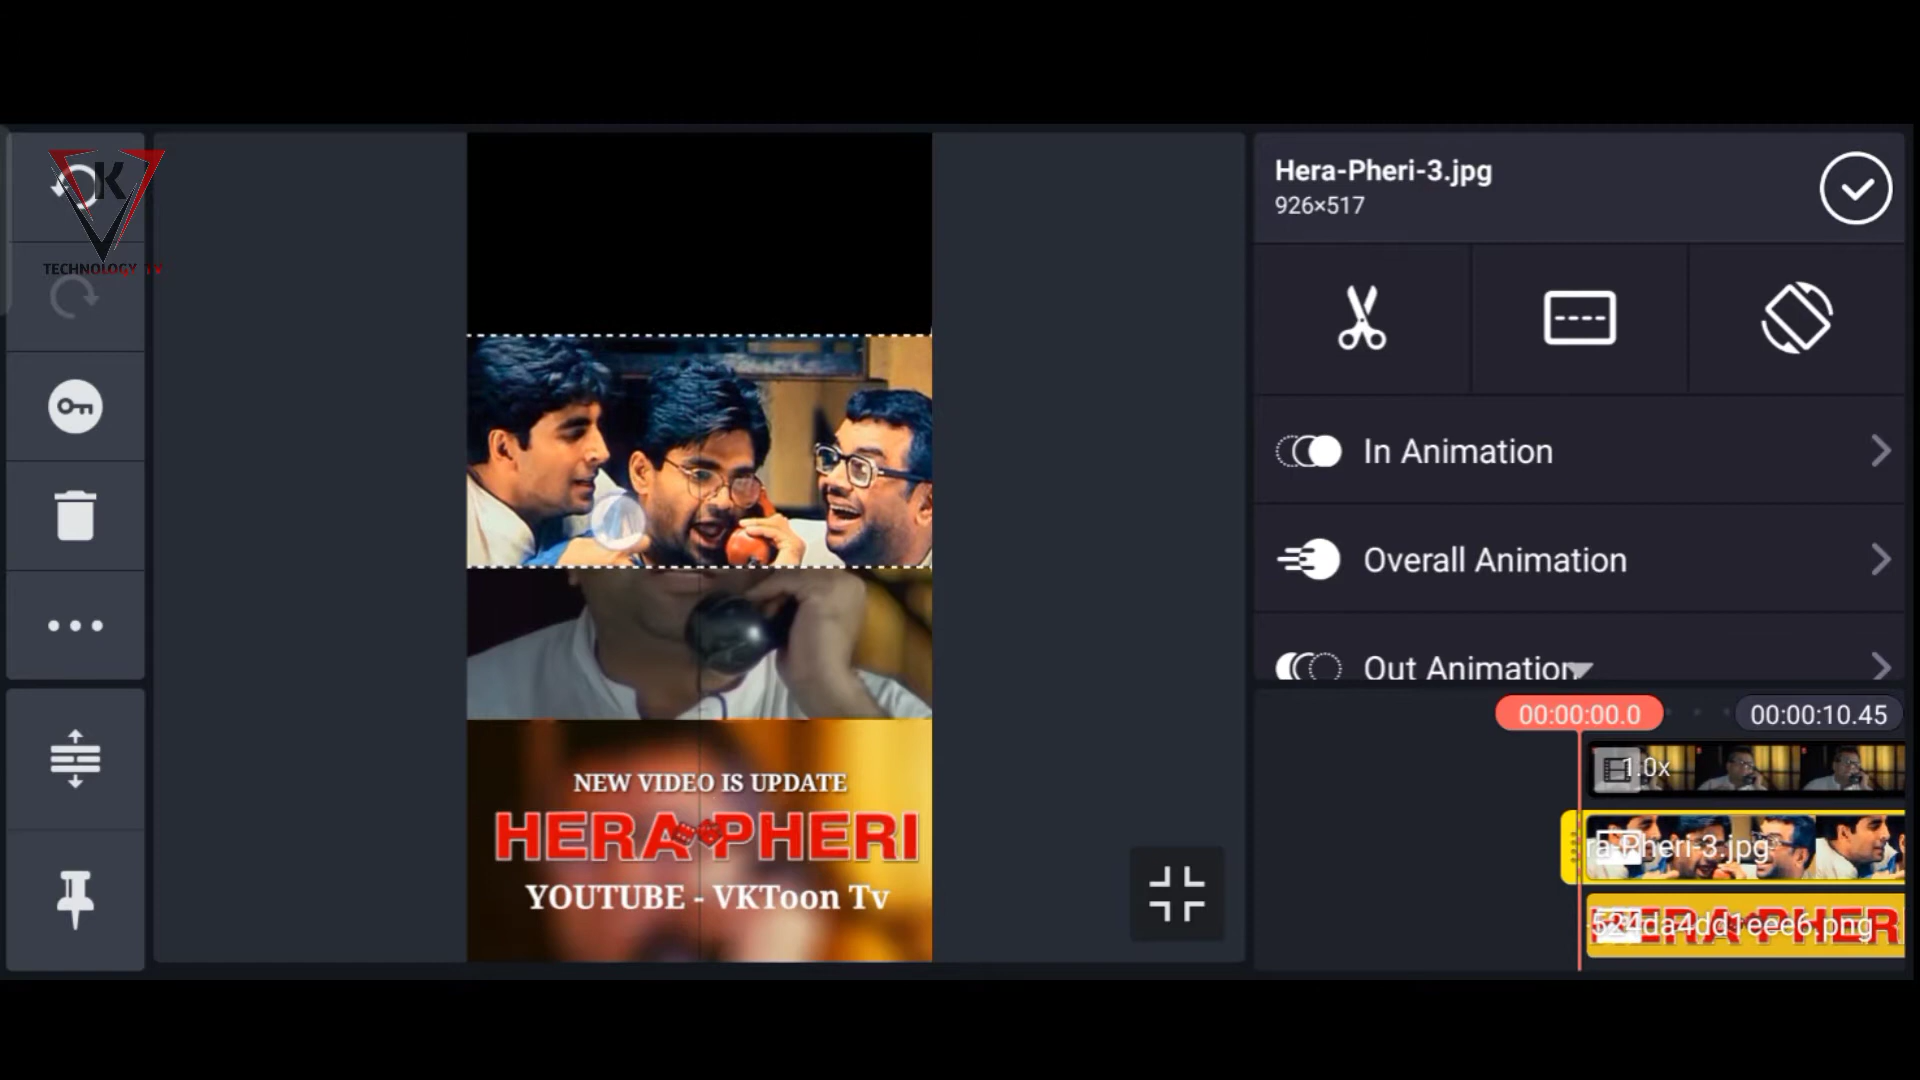 K
TECHNOLOGY TV
Hera-Pheri-3.jpg
926×517
In Animation
Overall Animation
Out Animation
00:00:00.0
00:00:10.45
1.0x
ra-Pheri-3.jpg
524da4dd1eee6.png
HERA PHERI
NEW VIDEO IS UPDATE
HERA PHERI
YOUTUBE - VKToon Tv